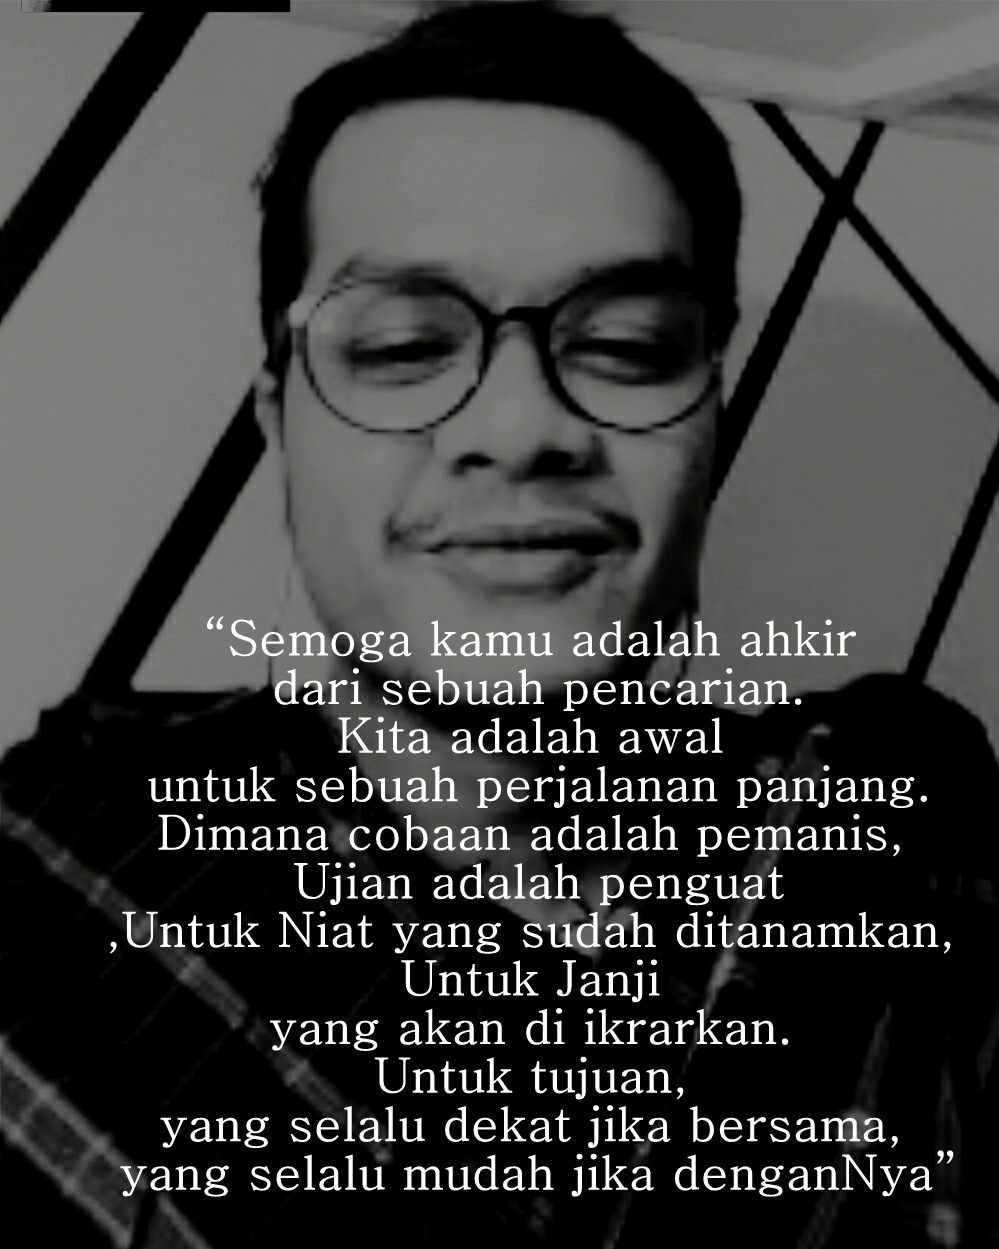 “Semoga kamu adalah ahkir
dari sebuah pencarian.
Kita adalah awal
untuk sebuah perjalanan panjang.
Dimana cobaan adalah pemanis,
Ujian adalah penguat
,Untuk Niat yang sudah ditanamkan,
Untuk Janji
yang akan di ikrarkan.
Untuk tujuan,
yang selalu dekat jika bersama,
yang selalu mudah jika denganNya”